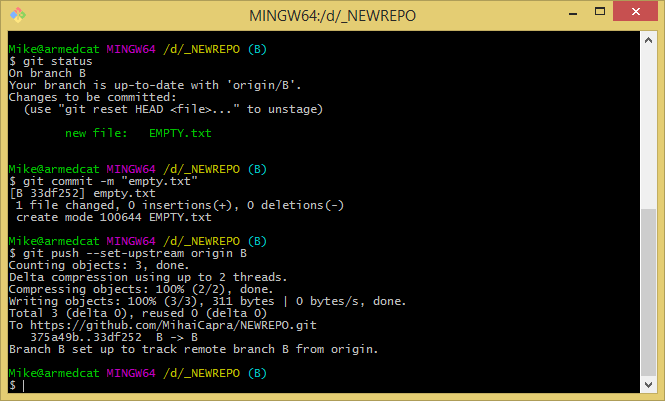 MINGW64:/d/_NEWREPO
Mike@armedcat MINGW64 /d/_NEWREPO (B)
$ git status
On branch B
Your branch is up-to-date with 'origin/B'.
Changes to be committed:
  (use "git reset HEAD <file>..." to unstage)
        new file:   EMPTY.txt
Mike@armedcat MINGW64 /d/_NEWREPO (B)
$ git commit -m "empty.txt"
[B 33df252] empty.txt
 1 file changed, 0 insertions(+), 0 deletions(-)
 create mode 100644 EMPTY.txt
Mike@armedcat MINGW64 /d/_NEWREPO (B)
$ git push --set-upstream origin B
Counting objects: 3, done.
Delta compression using up to 2 threads.
Compressing objects: 100% (2/2), done.
Writing objects: 100% (3/3), 311 bytes | 0 bytes/s, done.
Total 3 (delta 0), reused 0 (delta 0)
To https://github.com/MihaiCapra/NEWREPO.git
   375a49b..33df252  B -> B
Branch B set up to track remote branch B from origin.
Mike@armedcat MINGW64 /d/_NEWREPO (B)
$